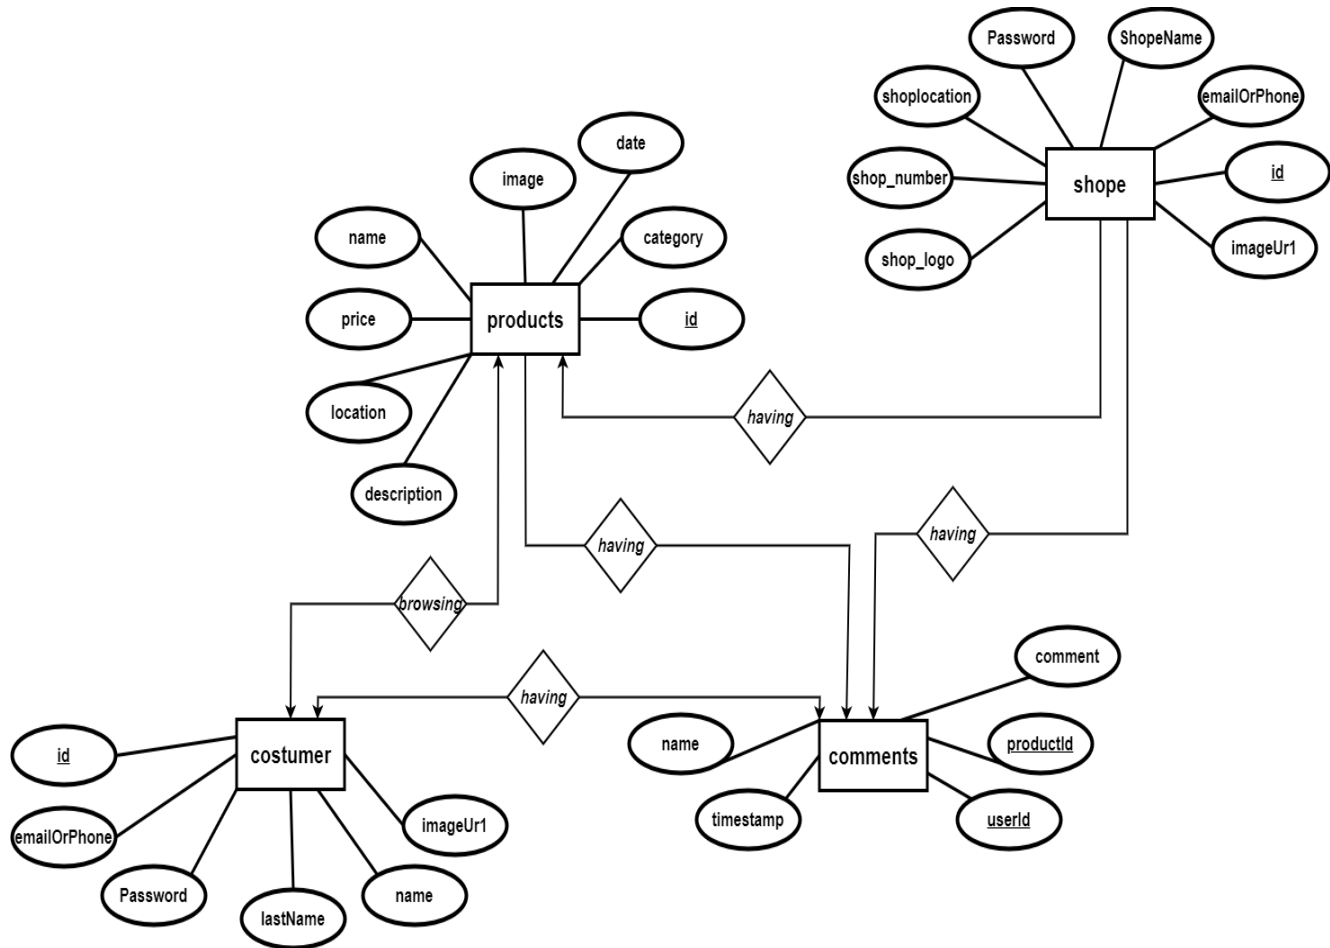 Password
ShopeName
shoplocation
emailOrPhone
date
image
shop_number
shope
id
name
category
shop_logo
imageUr1
price
products
id
location
having
description
having
having
browsing
comment
having
name
productId
id
costumer
comments
timestamp
userId
emailOrPhone
imageUr1
Password
name
lastName